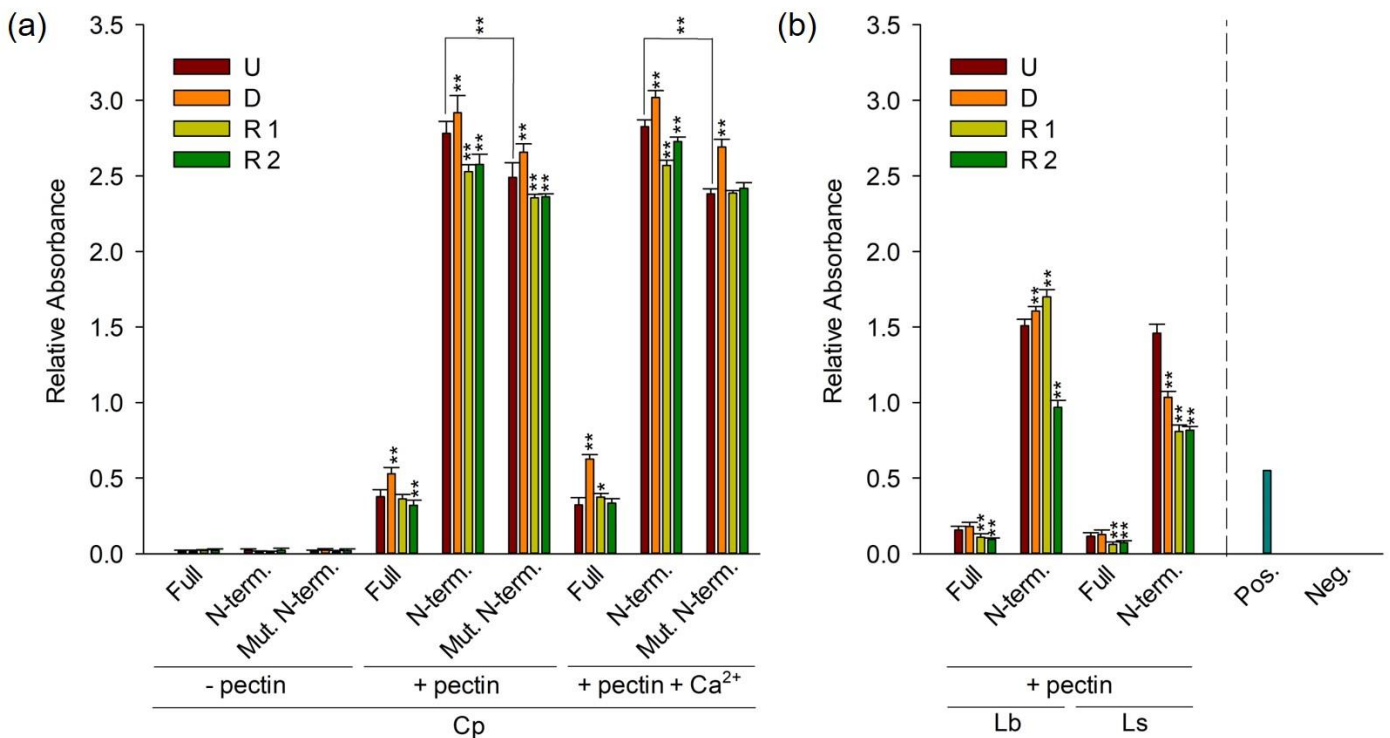 (a)
3.5
3.0
2.5
2.0
1.5
1.0
0.5
0.0
Relative Absorbance
U
D
R 1
R 2
**
**
**
** **
**
** **
**
**
**
**
**
**
**
**
*
Full
N-term.
Mut. N-term.
Full
N-term.
Mut. N-term.
Full
N-term.
Mut. N-term.
- pectin
+ pectin
+ pectin + Ca2+
Cp
(b)
3.5
3.0
2.5
2.0
1.5
1.0
0.5
0.0
Relative Absorbance
U
D
R 1
R 2
** **
**
**
** **
** **
** **
Full
N-term.
Full
N-term.
Pos.
Neg.
+ pectin
Lb
Ls